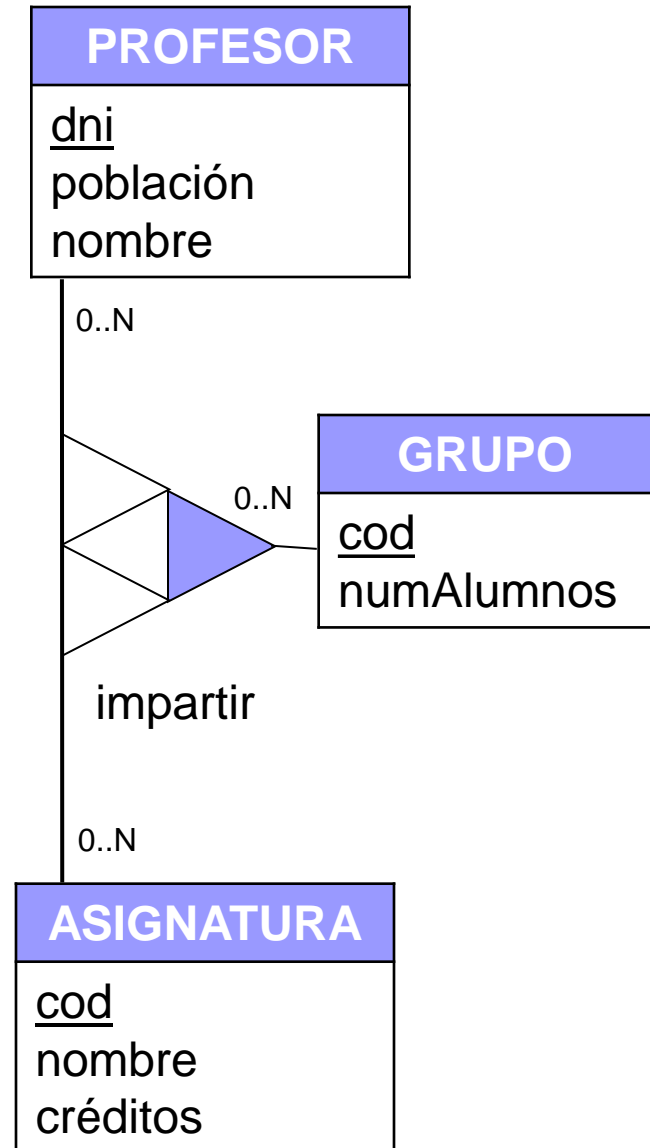 PROFESOR
dni
población
nombre
0..N
0..N
GRUPO
cod
numAlumnos
impartir
0..N
ASIGNATURA
cod
nombre
créditos